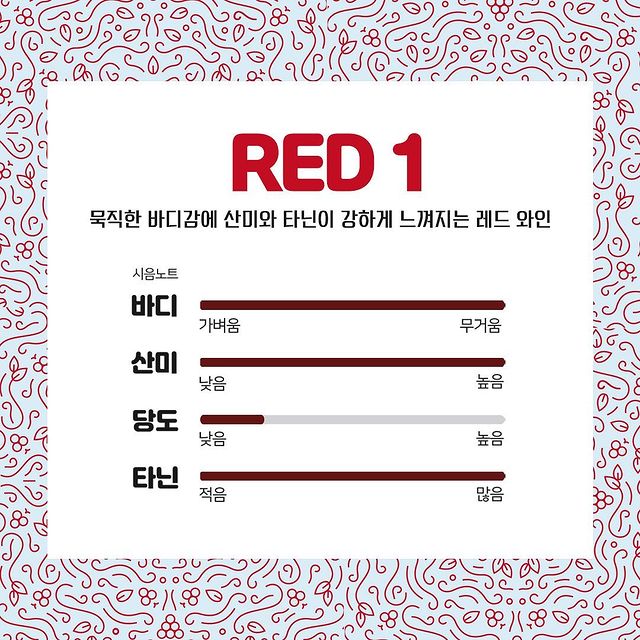 RED 1
묵직한 바디감에 산미와 타닌이 강하게 느껴지는 레드 와인
시음노트
바디
가벼움 무거움
산미
낮음 높음
당도
낮음 높음
타닌
적음 많음